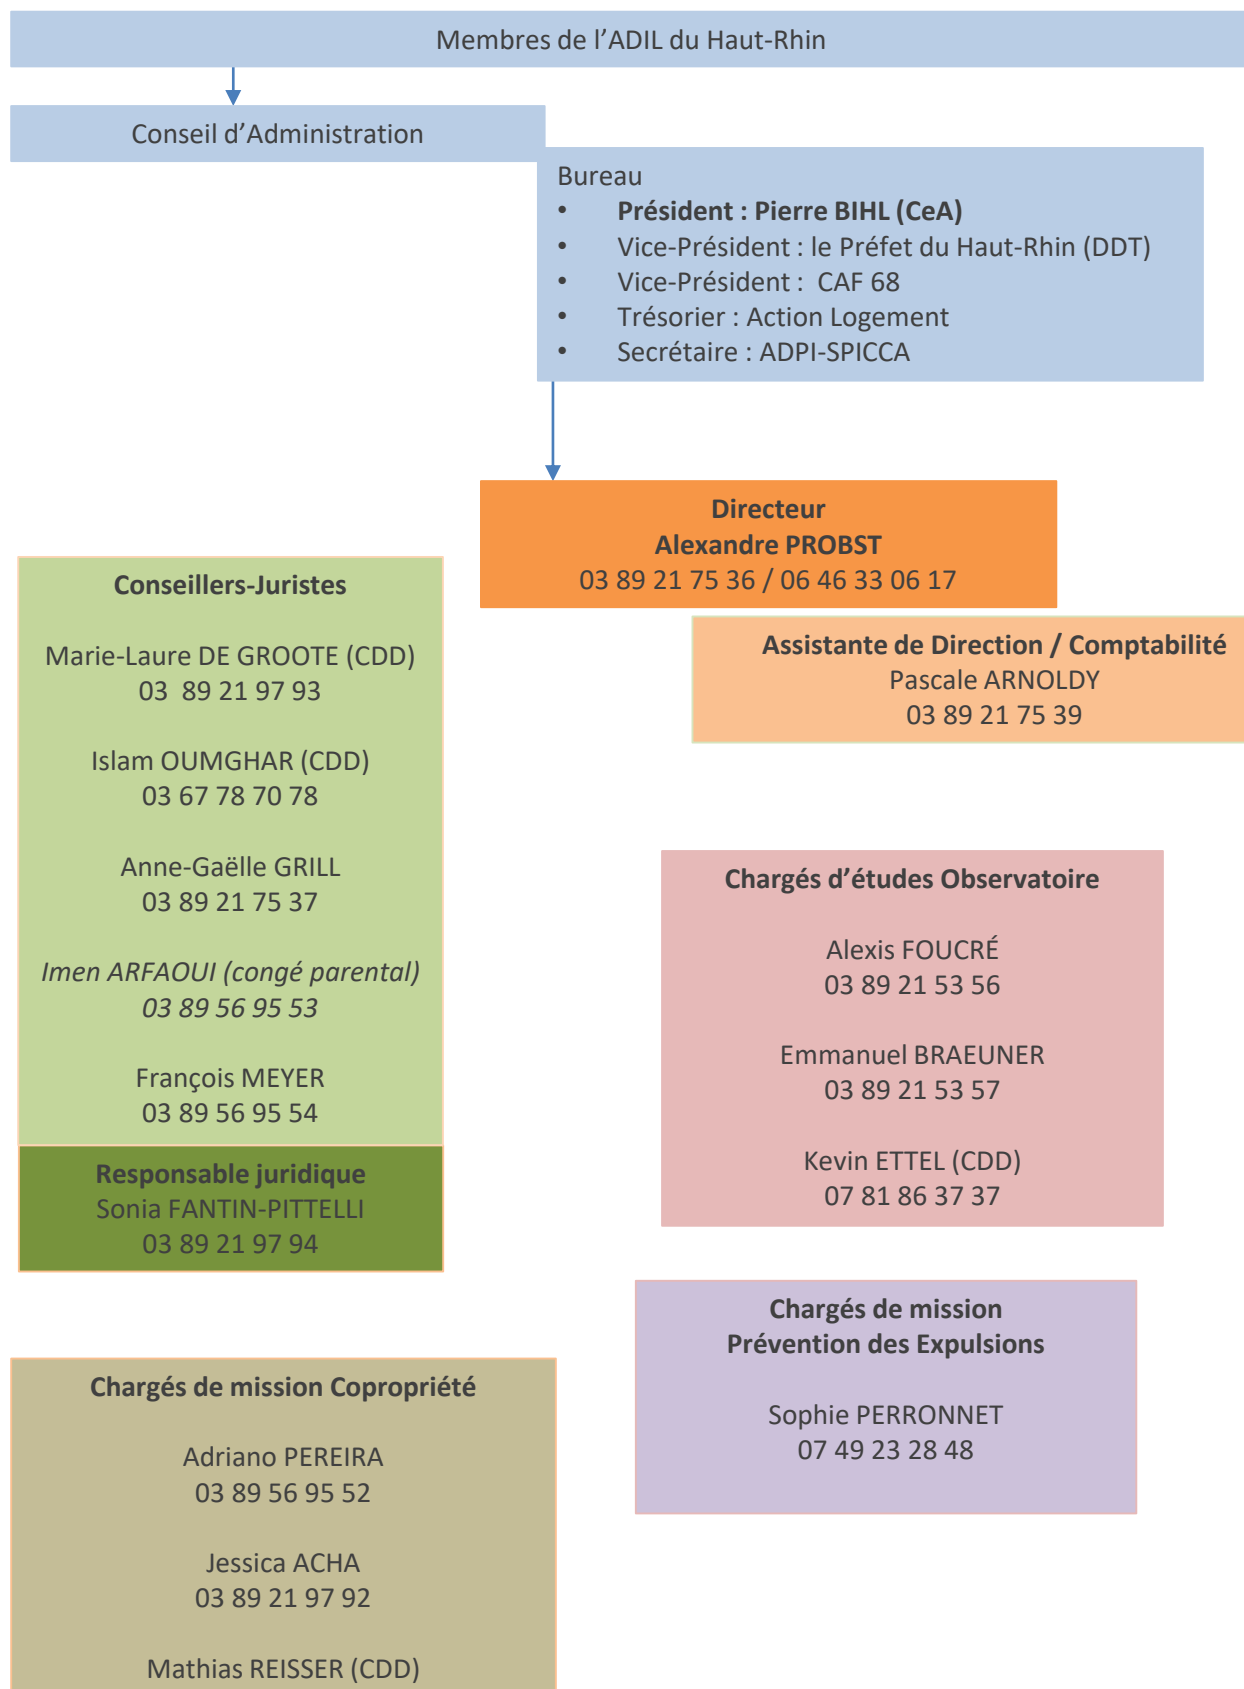 Membres de l’ADIL du Haut-Rhin
Conseil d’Administration
Bureau
• Président : Pierre BIHL (CeA)
• Vice-Président : le Préfet du Haut-Rhin (DDT)
• Vice-Président :  CAF 68
• Trésorier : Action Logement
• Secrétaire : ADPI-SPICCA
Directeur
Alexandre PROBST
03 89 21 75 36 / 06 46 33 06 17
Assistante de Direction / Comptabilité
Pascale ARNOLDY
03 89 21 75 39
Conseillers-Juristes
Marie-Laure DE GROOTE (CDD)
03  89 21 97 93
Islam OUMGHAR (CDD)
03 67 78 70 78
Anne-Gaëlle GRILL
03 89 21 75 37
Imen ARFAOUI (congé parental)
03 89 56 95 53
François MEYER
03 89 56 95 54
Responsable juridique
Sonia FANTIN-PITTELLI
03 89 21 97 94
Chargés d’études Observatoire
Alexis FOUCRÉ
03 89 21 53 56
Emmanuel BRAEUNER
03 89 21 53 57
Kevin ETTEL (CDD)
07 81 86 37 37
Chargés de mission
Prévention des Expulsions
Sophie PERRONNET
07 49 23 28 48
Chargés de mission Copropriété
Adriano PEREIRA
03 89 56 95 52
Jessica ACHA
03 89 21 97 92
Mathias REISSER (CDD)